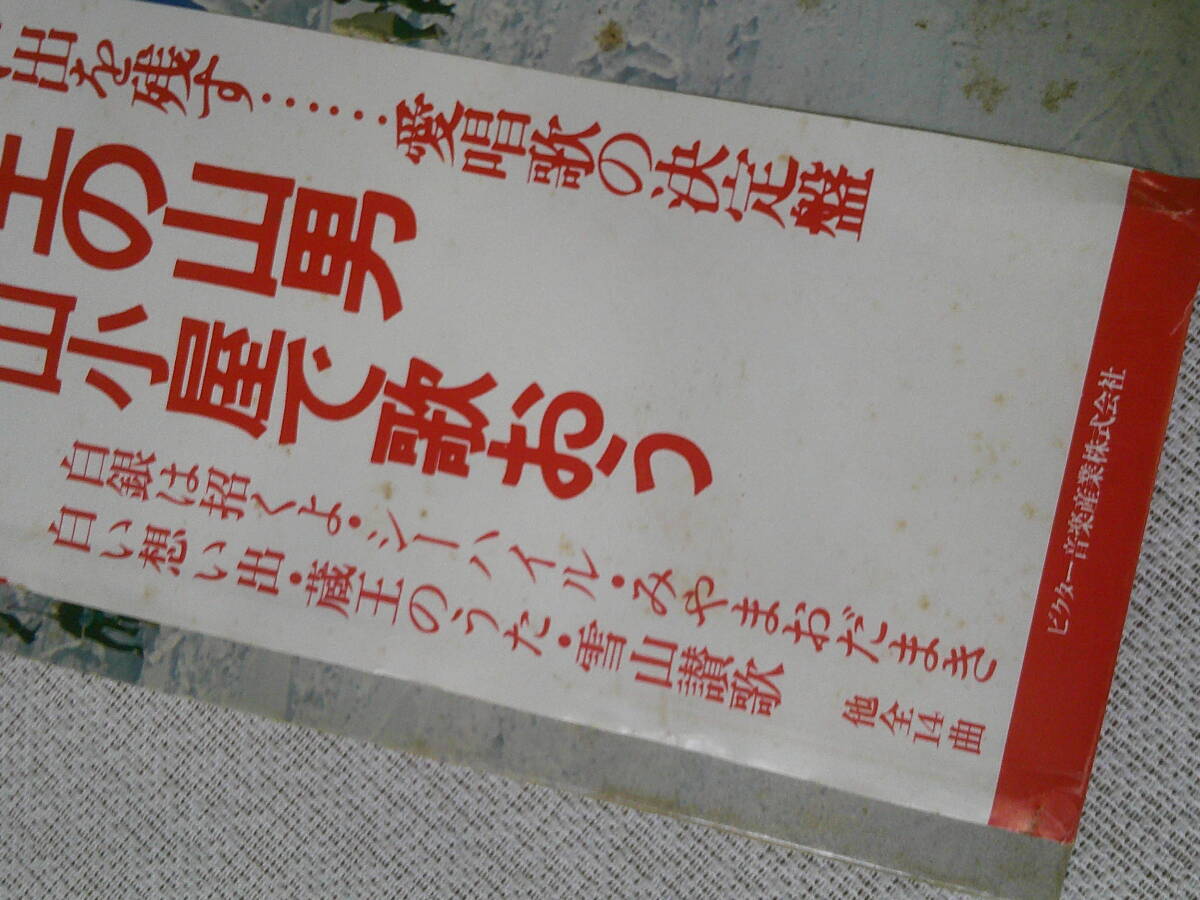 出を残す‥‥‥愛唱歌の決定盤
王の山男
山小屋で歌おう
白銀は招くよ・シーハイル・みやまおだまき
白い想い出・蔵王のうた・雪山讃歌
他全14曲
ビクター音楽産業株式会社